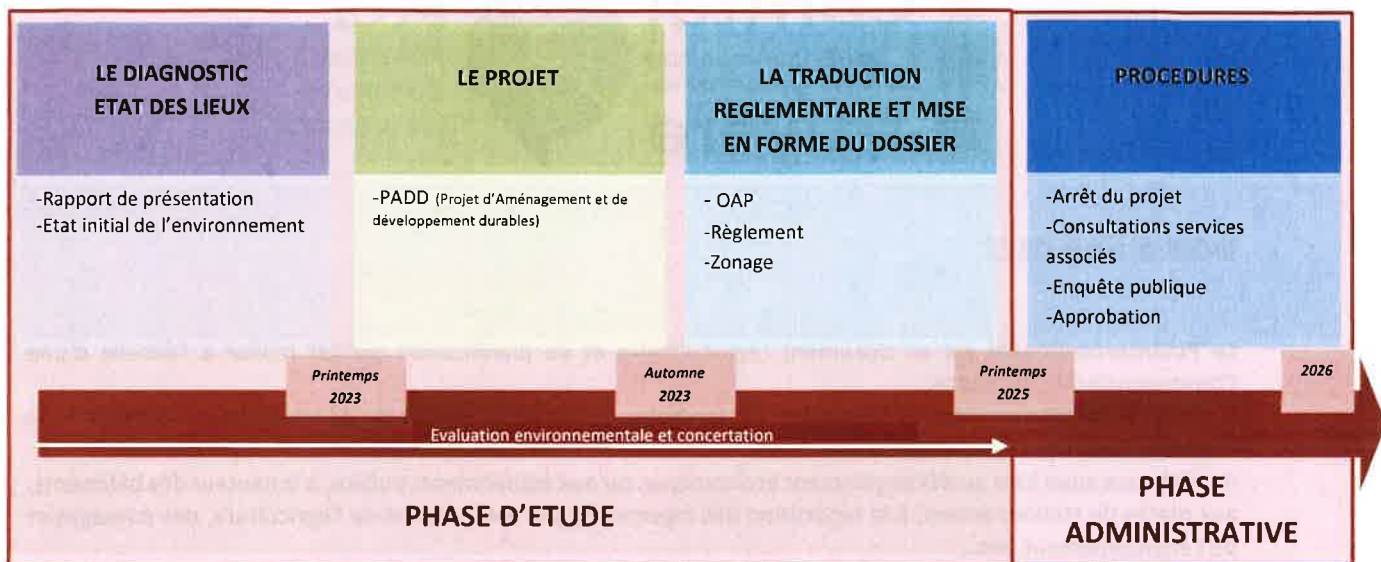 LE DIAGNOSTIC
ETAT DES LIEUX
-Rapport de présentation
-Etat initial de l'environnement
LE PROJET
-PADD (Projet d'Aménagement et de
développement durables)
LA TRADUCTION
REGLEMENTAIRE ET MISE
EN FORME DU DOSSIER
- OAP
-Règlement
-Zonage
PROCEDURES
-Arrêt du projet
-Consultations services
associés
-Enquête publique
-Approbation
Printemps
2023
Automne
2023
Printemps
2025
2026
Evaluation environnementale et concertation
PHASE D'ETUDE
PHASE
ADMINISTRATIVE